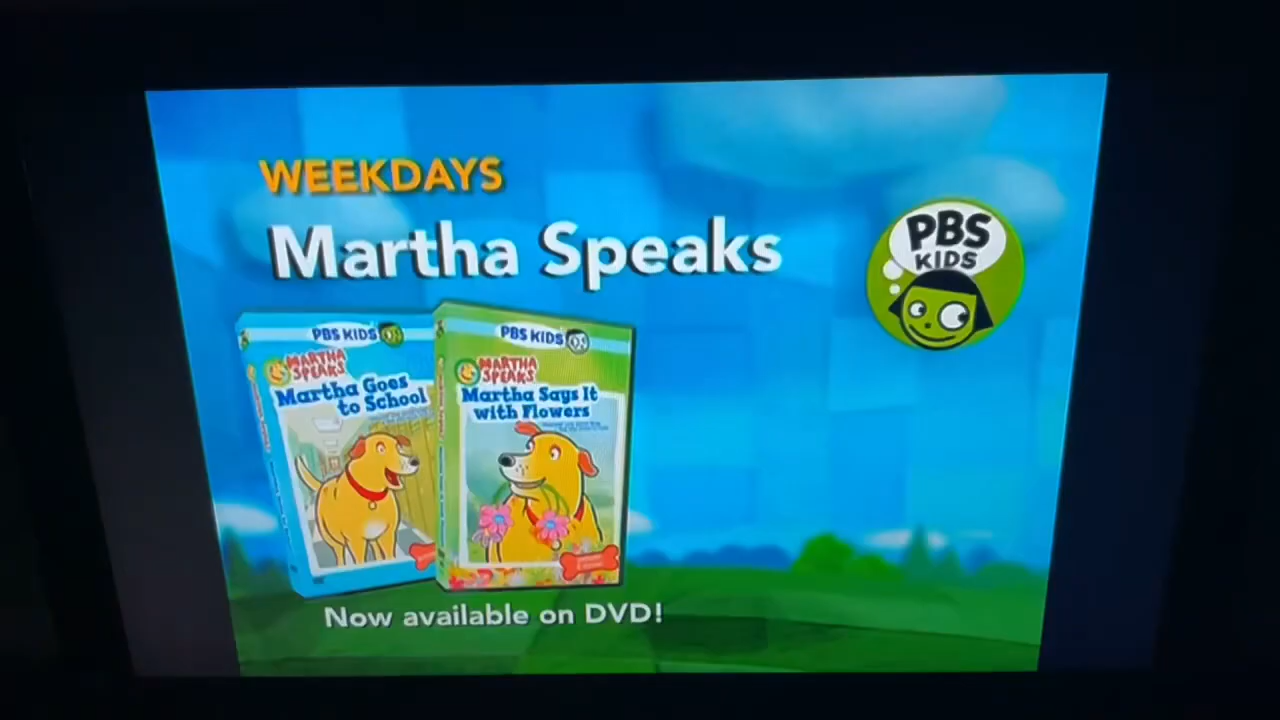 WEEKDAYS
Martha Speaks
PBS
KIDS
PBS KIDS
MARTHA
SPEAKS
Martha Goes
to School
PBS KIDS
MARTHA
SPEAKS
Martha Says It
with Flowers
Now available on DVD!